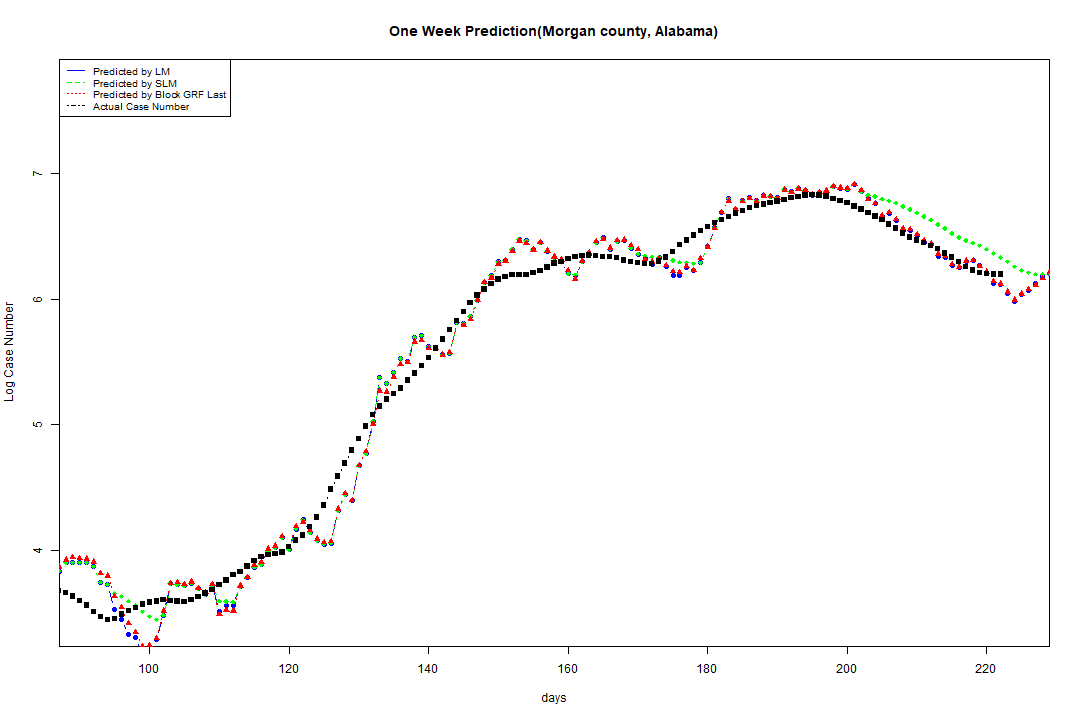 One Week Prediction(Morgan county, Alabama)
Predicted by LM
Predicted by SLM
Predicted by Block GRF Last
Actual Case Number
7
6
5
4
Log Case Number
100 120 140 160 180 200 220
days